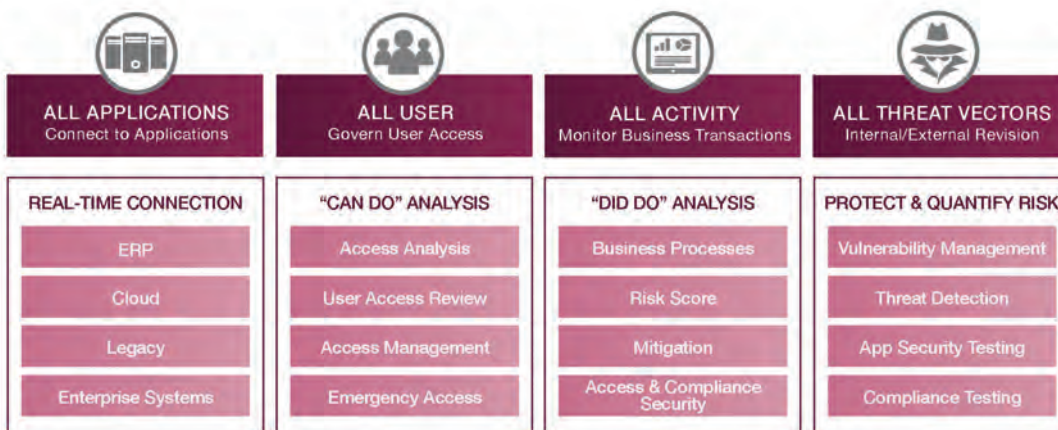 ALL APPLICATIONS
Connect to Applications
ALL USER
Govern User Access
ALL ACTIVITY
Monitor Business Transactions
ALL THREAT VECTORS
Internal/External Revision
REAL-TIME CONNECTION
ERP
Cloud
Legacy
Enterprise Systems
“CAN DO” ANALYSIS
Access Analysis
User Access Review
Access Management
Emergency Access
“DID DO” ANALYSIS
Business Processes
Risk Score
Mitigation
Access & Compliance
Security
PROTECT & QUANTIFY RISK
Vulnerability Management
Threat Detection
App Security Testing
Compliance Testing